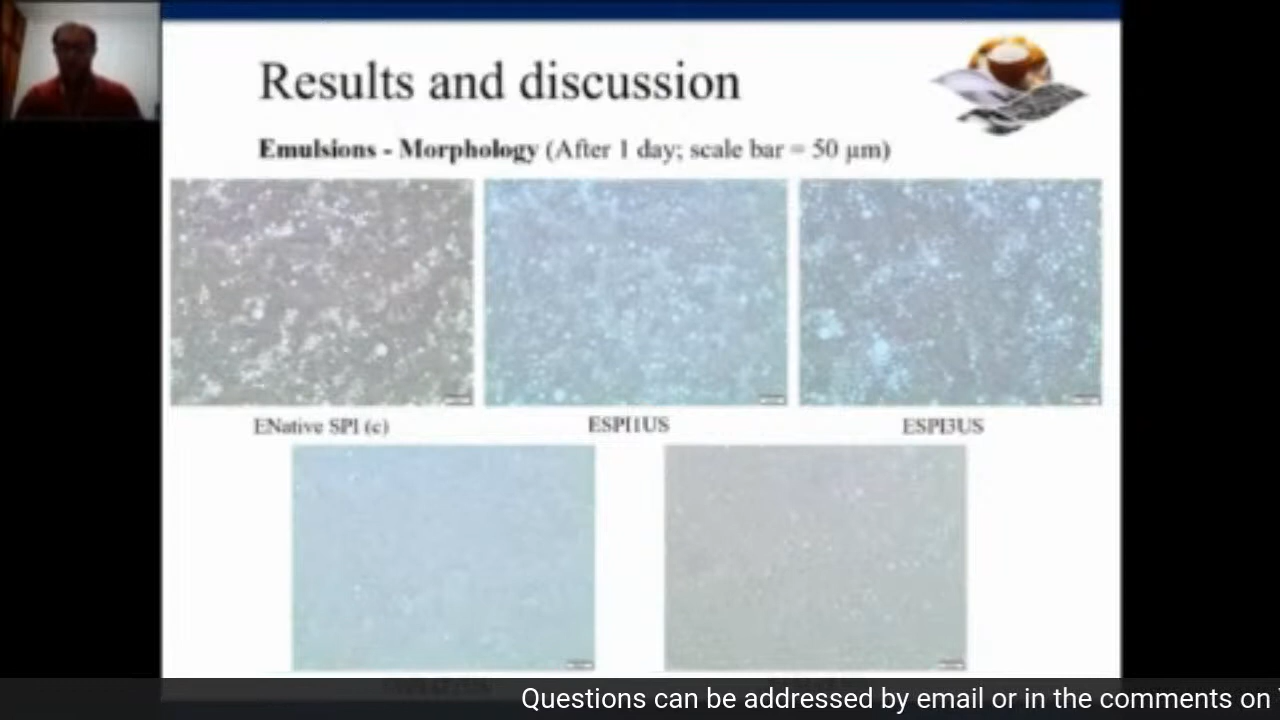 Results and discussion
Emulsions - Morphology (After 1 day; scale bar = 50 µm)
ENative SPI (c)
ESPI1US
ESPI3US
Questions can be addressed by email or in the comments on